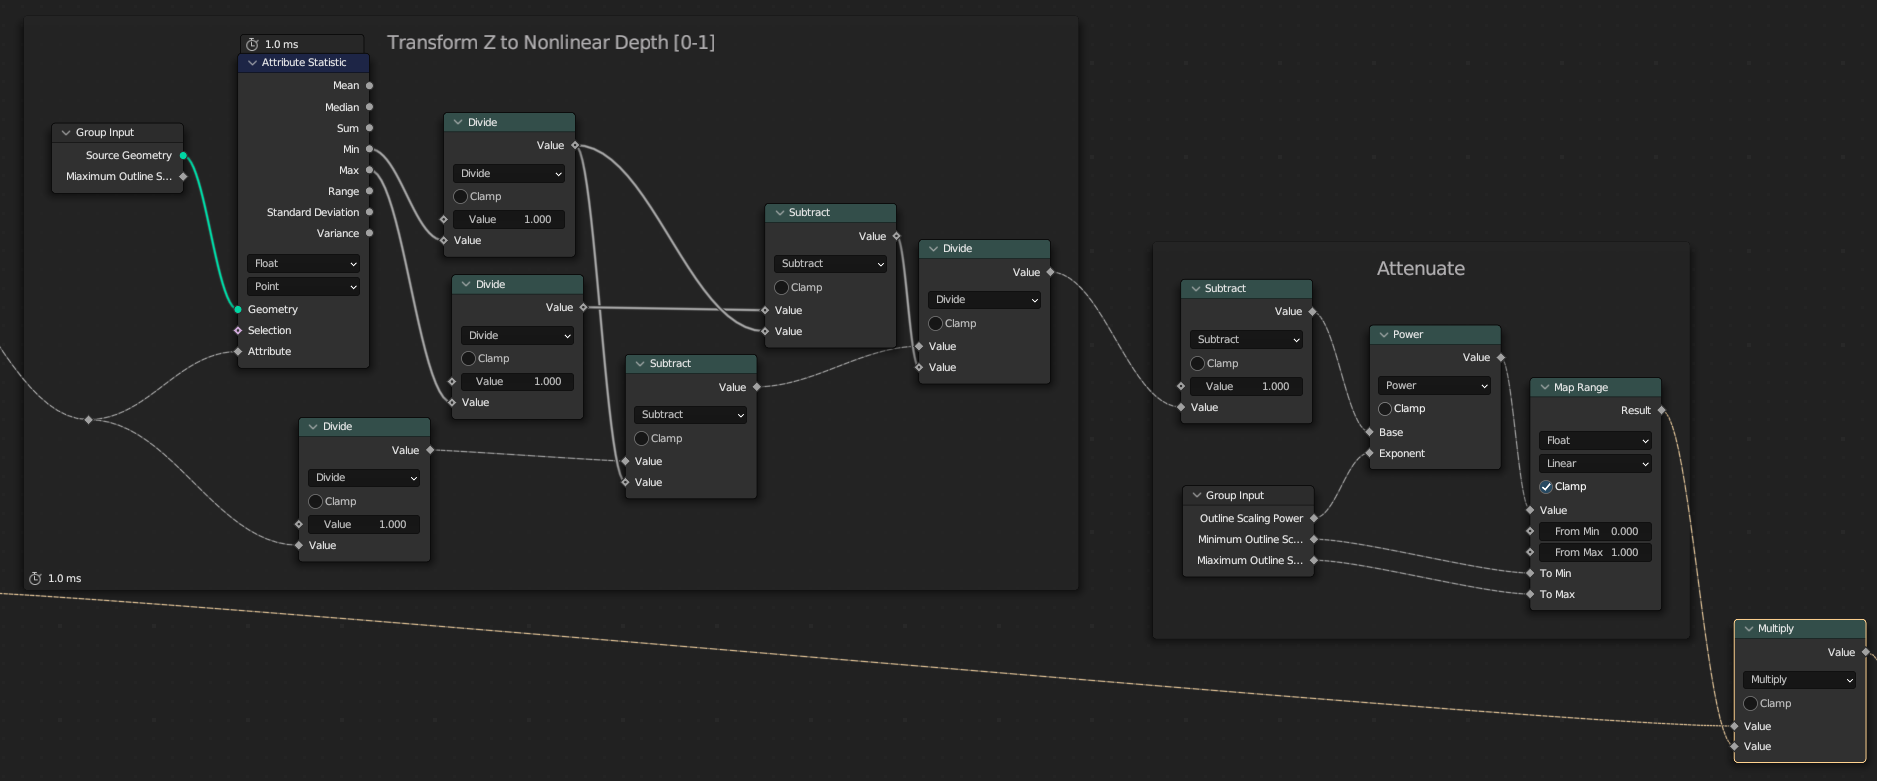 Transform Z to Nonlinear Depth [0-1]
1.0 ms
Attribute Statistic
Mean
Median
Sum
Min
Max
Range
Standard Deviation
Variance
Float
Point
Geometry
Selection
Attribute
Group Input
Source Geometry
Miaximum Outline S...
Divide
Value
Divide
Clamp
Value 1.000
Value
Divide
Value
Divide
Clamp
Value 1.000
Value
Divide
Value
Divide
Clamp
Value 1.000
Value
Subtract
Value
Subtract
Clamp
Value
Value
Subtract
Value
Subtract
Clamp
Value
Value
Divide
Value
Divide
Clamp
Value
Value
1.0 ms
Attenuate
Subtract
Value
Subtract
Clamp
Value 1.000
Value
Group Input
Outline Scaling Power
Minimum Outline Sc...
Miaximum Outline S...
Power
Value
Power
Clamp
Base
Exponent
Map Range
Result
Float
Linear
Clamp
Value
From Min 0.000
From Max 1.000
To Min
To Max
Multiply
Value
Multiply
Clamp
Value
Value